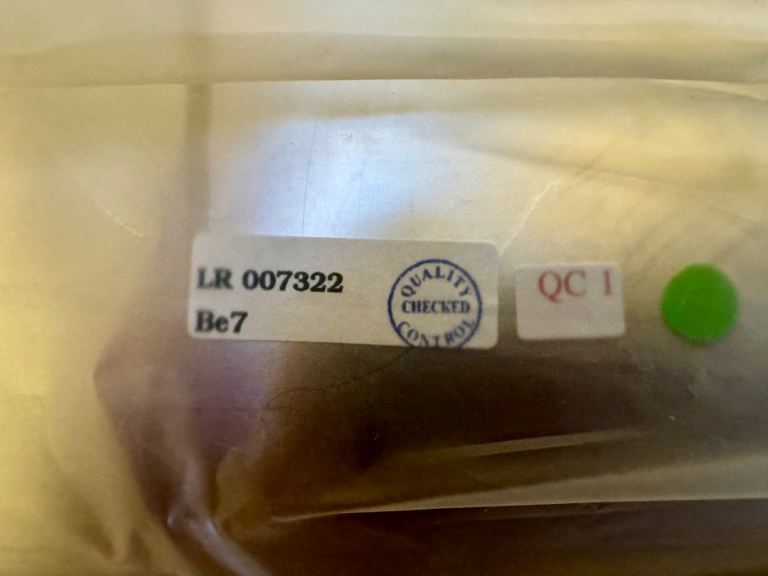 LR 007322
Be7
QUALITY
CHECKED
CONTROL
QC 1